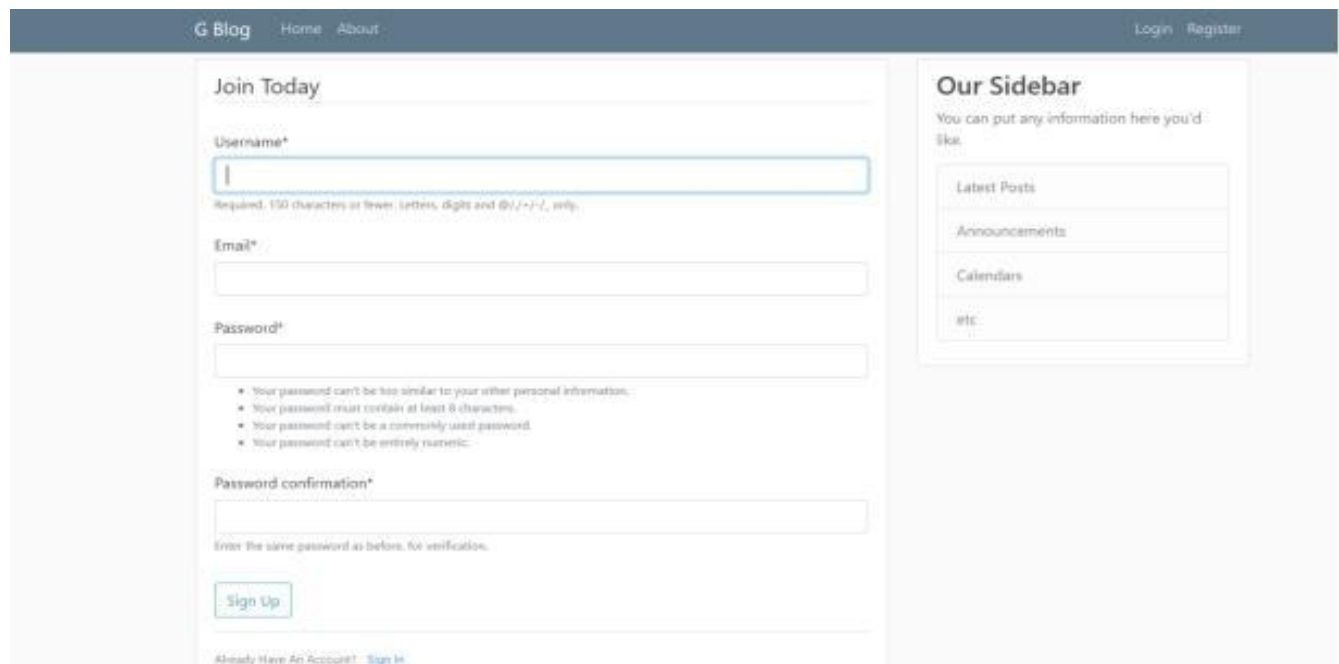 G Blog Home About Login Register
Join Today
Username*
Required. 150 characters or fewer. Letters, digits and @/./+/-/_ only.
Email*
Password*
Your password can't be too similar to your other personal information.
Your password must contain at least 8 characters.
Your password can't be a commonly used password.
Your password can't be entirely numeric.
Password confirmation*
Enter the same password as before, for verification.
Sign Up
Already Have An Account? Sign In
Our Sidebar
You can put any information here you'd
like.
Latest Posts
Announcements
Calendars
etc